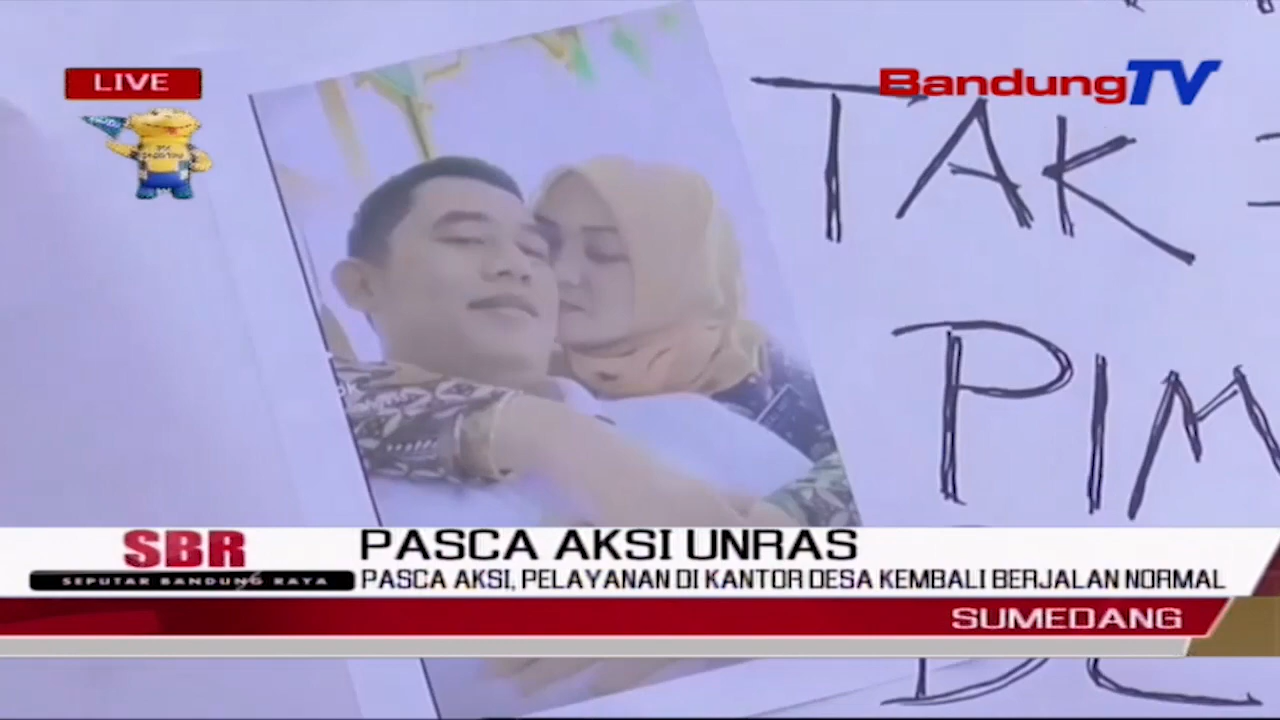 LIVE
BandungTV
TAK
PIM
SBR
SEPUTAR BANDUNG RAYA
PASCA AKSI UNRAS
PASCA AKSI, PELAYANAN DI KANTOR DESA KEMBALI BERJALAN NORMAL
SUMEDANG